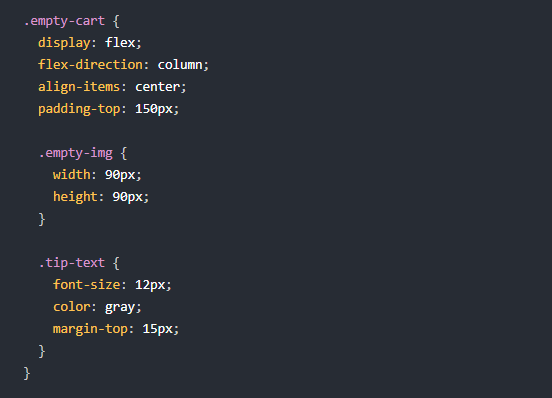 .empty-cart {
  display: flex;
  flex-direction: column;
  align-items: center;
  padding-top: 150px;

  .empty-img {
    width: 90px;
    height: 90px;
  }

  .tip-text {
    font-size: 12px;
    color: gray;
    margin-top: 15px;
  }
}